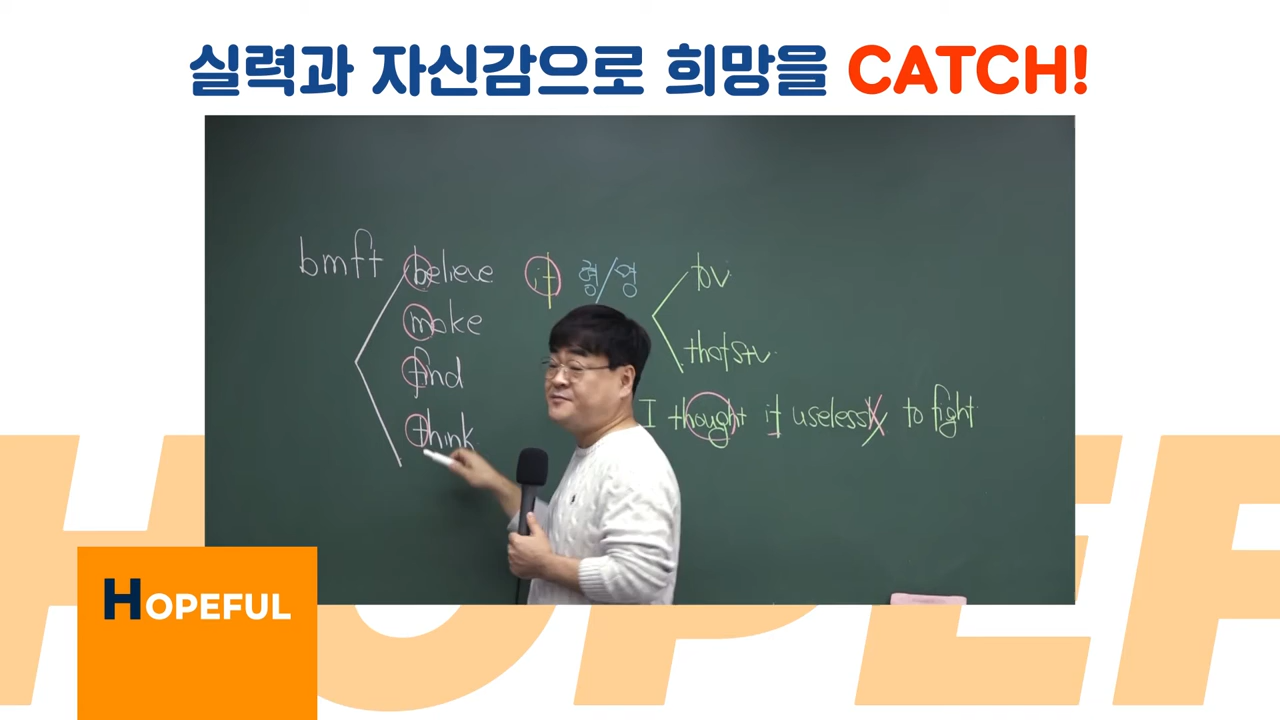 실력과 자신감으로 희망을 CATCH!
bmft believe it 형/명 to v
make
that s+v
find
think
I thought it useless to fight
HOPEFUL
HOPEF